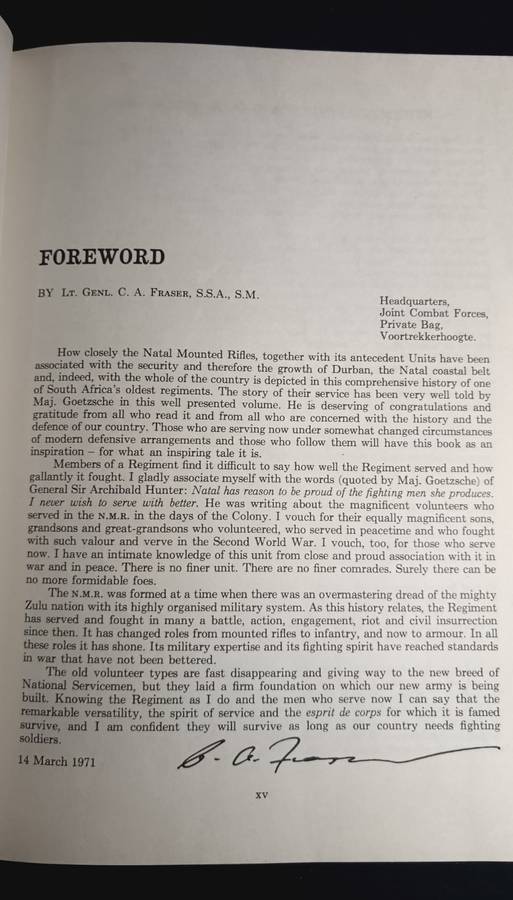 FOREWORD
BY LT. GENL. C. A. FRASER, S.S.A., S.M.
Headquarters,
Joint Combat Forces,
Private Bag,
Voortrekkerhoogte.
How closely the Natal Mounted Rifles, together with its antecedent Units have been
associated with the security and therefore the growth of Durban, the Natal coastal belt
and, indeed, with the whole of the country is depicted in this comprehensive history of one
of South Africa's oldest regiments. The story of their service has been very well told by
Maj. Goetzsche in this well presented volume. He is deserving of congratulations and
gratitude from all who read it and from all who are concerned with the history and the
defence of our country. Those who are serving now under somewhat changed circumstances
of modern defensive arrangements and those who follow them will have this book as an
inspiration – for what an inspiring tale it is.
Members of a Regiment find it difficult to say how well the Regiment served and how
gallantly it fought. I gladly associate myself with the words (quoted by Maj. Goetzsche) of
General Sir Archibald Hunter: Natal has reason to be proud of the fighting men she produces.
I never wish to serve with better. He was writing about the magnificent volunteers who
served in the N.M.R. in the days of the Colony. I vouch for their equally magnificent sons,
grandsons and great-grandsons who volunteered, who served in peacetime and who fought
with such valour and verve in the Second World War. I vouch, too, for those who serve
now. I have an intimate knowledge of this unit from close and proud association with it in
war and in peace. There is no finer unit. There are no finer comrades. Surely there can be
no more formidable foes.
The N.M.R. was formed at a time when there was an overmastering dread of the mighty
Zulu nation with its highly organised military system. As this history relates, the Regiment
has served and fought in many a battle, action, engagement, riot and civil insurrection
since then. It has changed roles from mounted rifles to infantry, and now to armour. In all
these roles it has shone. Its military expertise and its fighting spirit have reached standards
in war that have not been bettered.
The old volunteer types are fast disappearing and giving way to the new breed of
National Servicemen, but they laid a firm foundation on which our new army is being
built. Knowing the Regiment as I do and the men who serve now I can say that the
remarkable versatility, the spirit of service and the esprit de corps for which it is famed
survive, and I am confident they will survive as long as our country needs fighting
soldiers.
14 March 1971
C. A. Fraser
xv